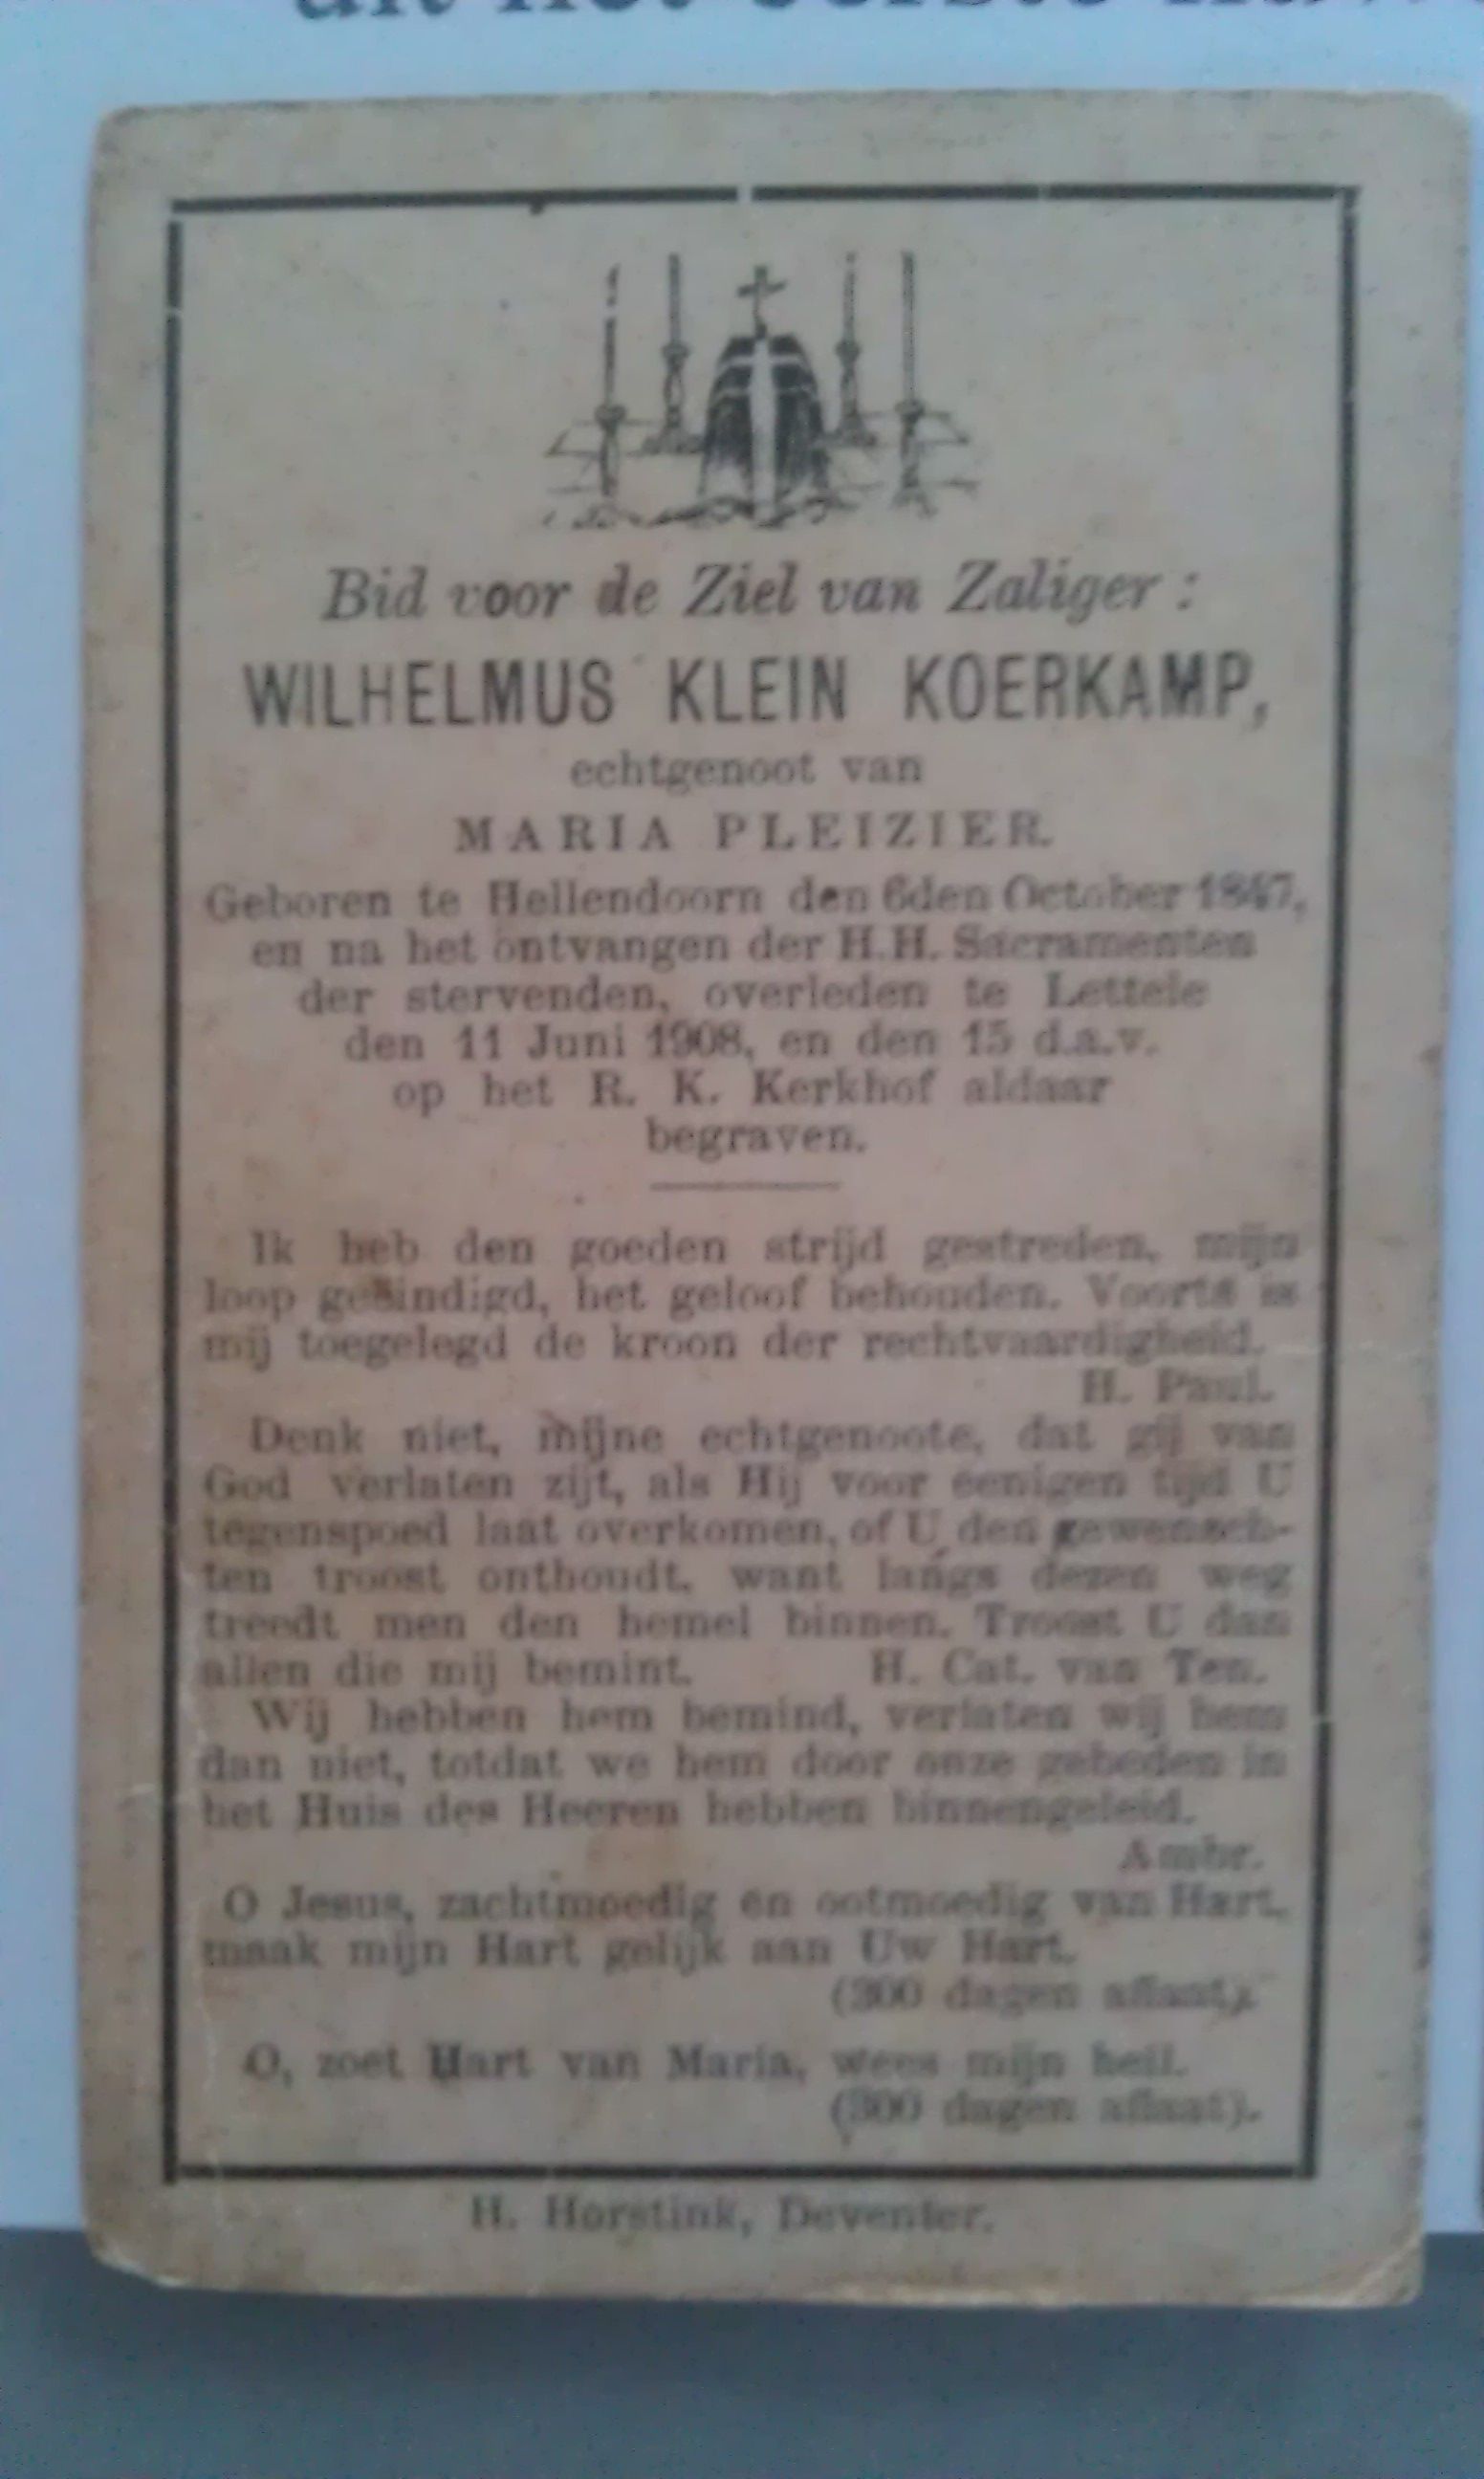 uit het eerste
Bid voor de Ziel van Zaliger:
WILHELMUS KLEIN KOERKAMP,
echtgenoot van
MARIA PLEIZIER.
Geboren te Hellendoorn den 6den October 1847,
en na het ontvangen der H.H. Sacramenten
der stervenden, overleden te Lettele
den 11 Juni 1908, en den 15 d.a.v.
op het R. K. Kerkhof aldaar
begraven.
Ik heb den goeden strijd gestreden, mijn
loop geëindigd, het geloof behouden. Voorts is
mij toegelegd de kroon der rechtvaardigheid.
H. Paul.
Denk niet, mijne echtgenoote, dat gij van
God verlaten zijt, als Hij voor eenigen tijd U
tegenspoed laat overkomen, of U den gewensch-
ten troost onthoudt, want langs dezen weg
treedt men den hemel binnen. Troost U dan
allen die mij bemint. H. Cat. van Ten.
Wij hebben hem bemind, verlaten wij hem
dan niet, totdat we hem door onze gebeden in
het Huis des Heeren hebben binnengeleid.
Ambr.
O Jesus, zachtmoedig en ootmoedig van Hart,
maak mijn Hart gelijk aan Uw Hart.
(300 dagen aflaat).
O, zoet Hart van Maria, wees mijn heil.
(300 dagen aflaat).
H. Horstink, Deventer.